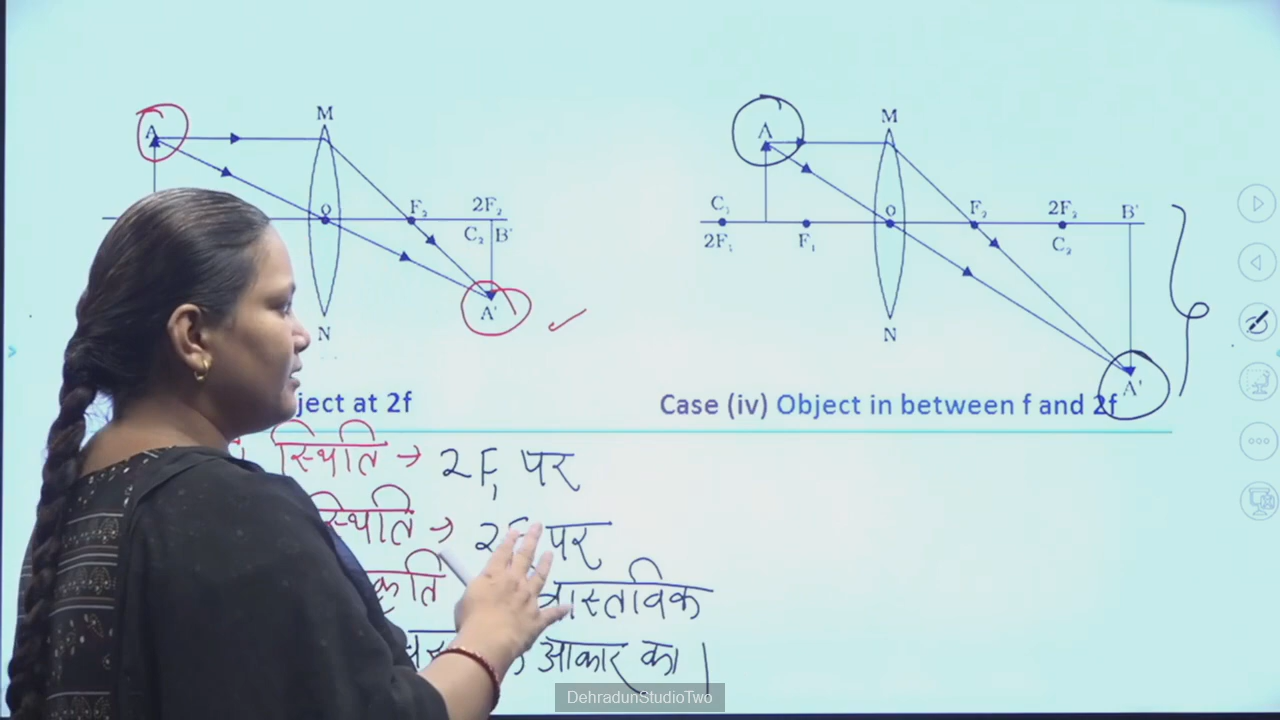 A
M
O
F₂
2F₂
C₂
B'
A'
N
ject at 2f
A
M
C₁
2F₁
F₁
O
F₂
2F₂
C₂
B'
A'
N
Case (iv) Object in between f and 2f
स्थिति → 2F₁ पर
स्थिति → 2F पर
कृति वास्तविक
आकार का |
DehradunStudioTwo